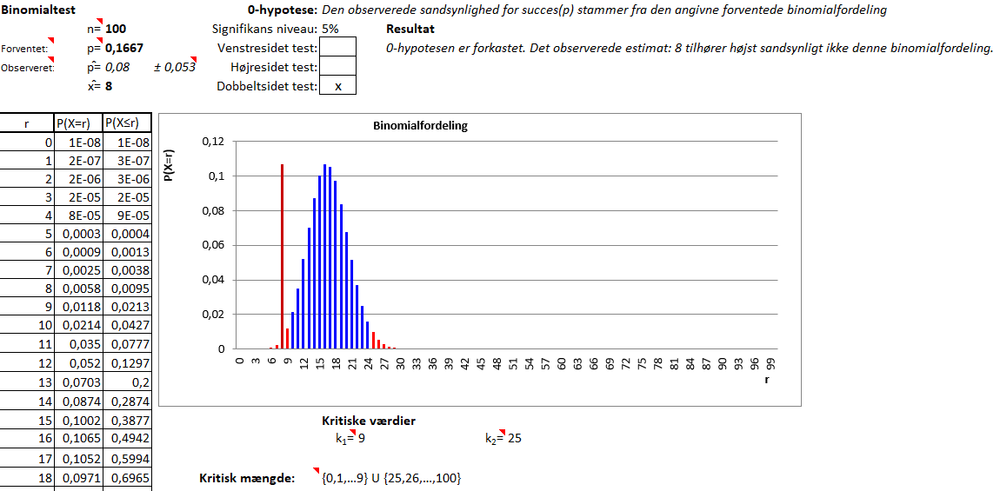 Binomialtest 0-hypotese: Den observerede sandsynlighed for succes(p) stammer fra den angivne forventede binomialfordeling
n= 100 Signifikans niveau: 5% Resultat
Forventet: p= 0,1667 Venstresidet test: 0-hypotesen er forkastet. Det observerede estimat: 8 tilhører højst sandsynligt ikke denne binomialfordeling.
Observeret: p̂= 0,08 ± 0,053 Højresidet test:
x̂= 8 Dobbeltsidet test: x
r P(X=r) P(X≤r)
0 1E-08 1E-08
1 2E-07 3E-07
2 2E-06 3E-06
3 2E-05 2E-05
4 8E-05 9E-05
5 0,0003 0,0004
6 0,0009 0,0013
7 0,0025 0,0038
8 0,0058 0,0095
9 0,0118 0,0213
10 0,0214 0,0427
11 0,035 0,0777
12 0,052 0,1297
13 0,0703 0,2
14 0,0874 0,2874
15 0,1002 0,3877
16 0,1065 0,4942
17 0,1052 0,5994
18 0,0971 0,6965
Binomialfordeling
P(X=r)
0,12
0,1
0,08
0,06
0,04
0,02
0
0 3 6 9 12 15 18 21 24 27 30 33 36 39 42 45 48 51 54 57 60 63 66 69 72 75 78 81 84 87 90 93 96 99
r
Kritiske værdier
k₁= 9 k₂= 25
Kritisk mængde: {0,1,...9} U {25,26,...,100}